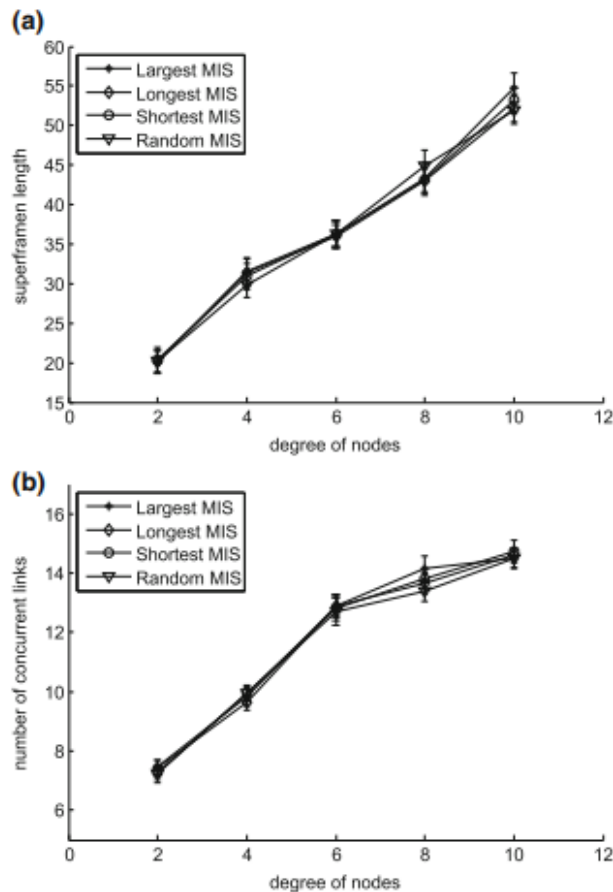 (a)
60
55
50
45
40
35
30
25
20
15
Largest MIS
Longest MIS
Shortest MIS
Random MIS
superframen length
0 2 4 6 8 10 12
degree of nodes
(b)
16
14
12
10
8
6
Largest MIS
Longest MIS
Shortest MIS
Random MIS
number of concurrent links
0 2 4 6 8 10 12
degree of nodes